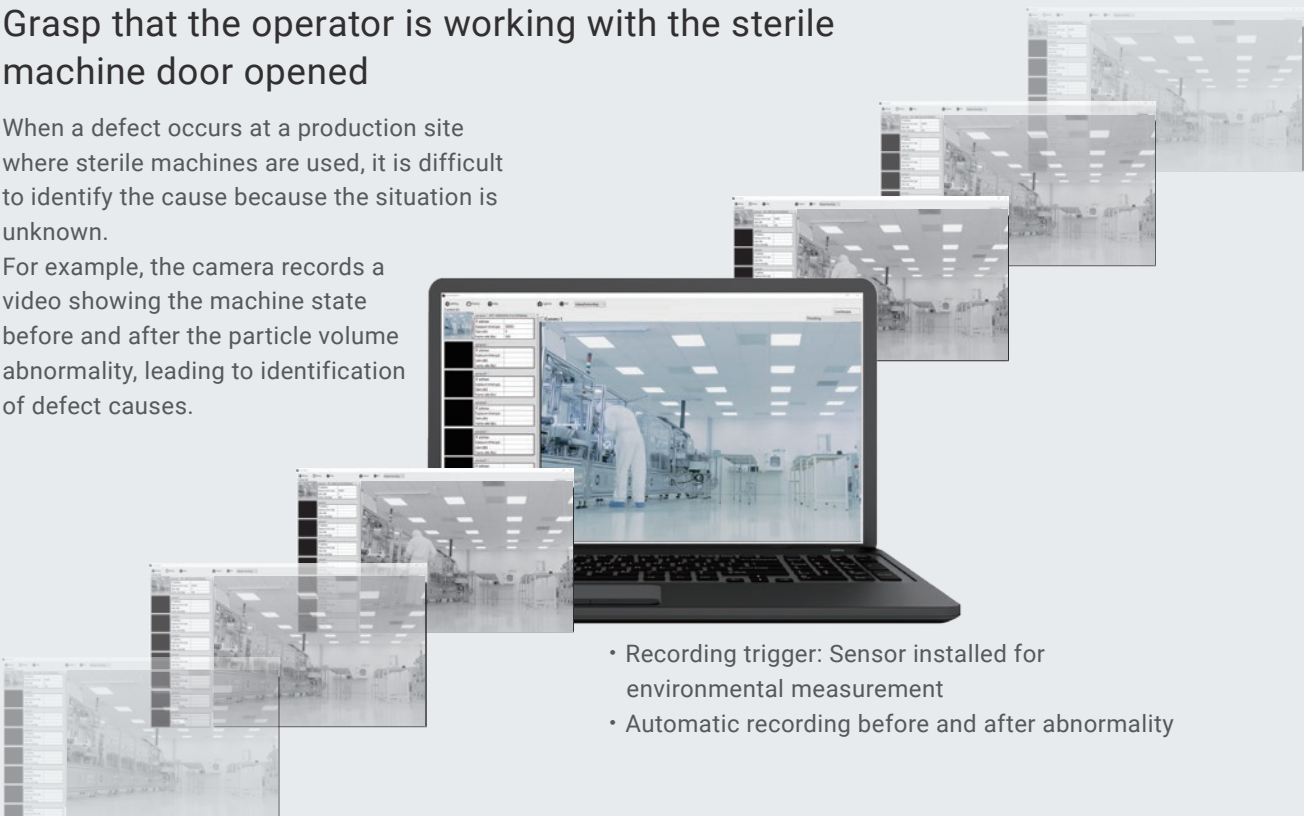 Grasp that the operator is working with the sterile
machine door opened
When a defect occurs at a production site
where sterile machines are used, it is difficult
to identify the cause because the situation is
unknown.
For example, the camera records a
video showing the machine state
before and after the particle volume
abnormality, leading to identification
of defect causes.
・Recording trigger: Sensor installed for
environmental measurement
・Automatic recording before and after abnormality